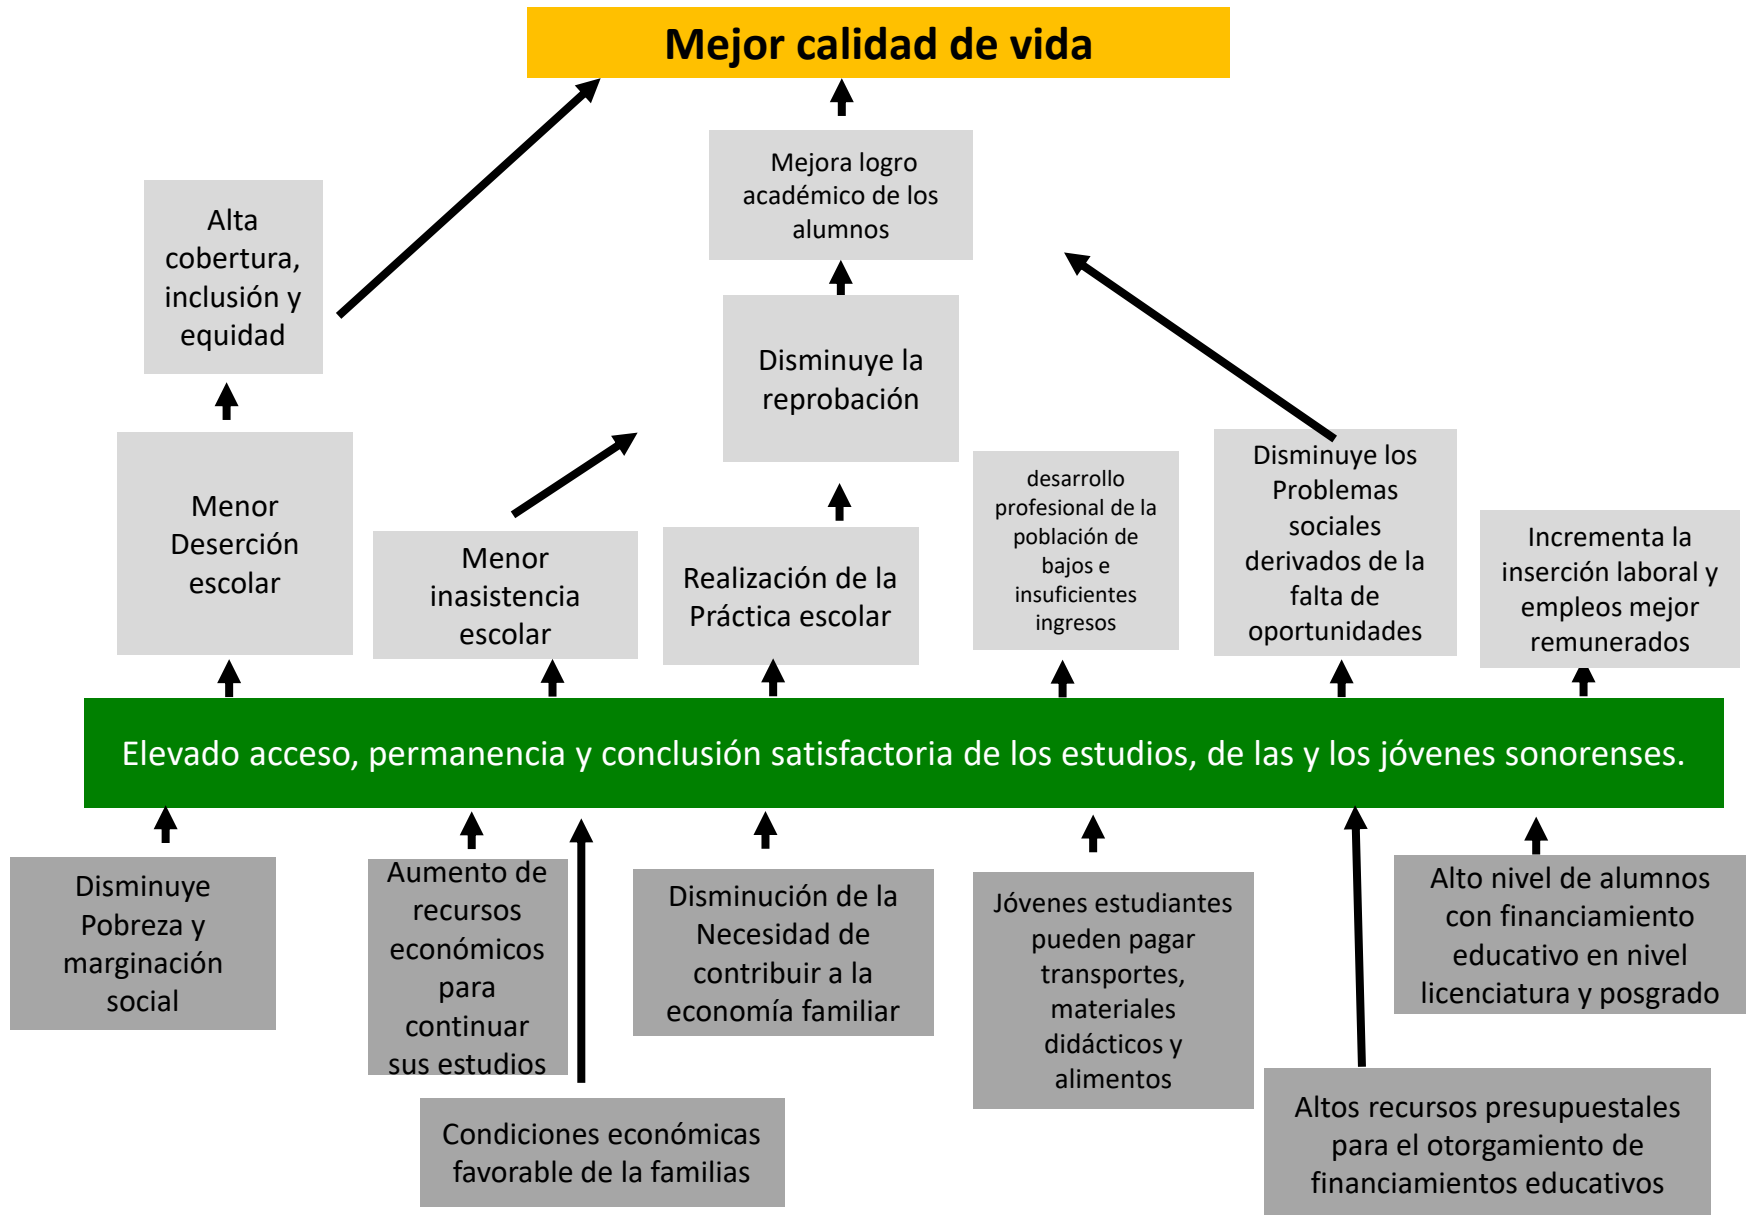 Mejor calidad de vida
Mejora logro
académico de los
alumnos
Alta
cobertura,
inclusión y
equidad
Disminuye la
reprobación
Menor
Deserción
escolar
Menor
inasistencia
escolar
Realización de la
Práctica escolar
desarrollo
profesional de la
población de
bajos e
insuficientes
ingresos
Disminuye los
Problemas
sociales
derivados de la
falta de
oportunidades
Incrementa la
inserción laboral y
empleos mejor
remunerados
Elevado acceso, permanencia y conclusión satisfactoria de los estudios, de las y los jóvenes sonorenses.
Disminuye
Pobreza y
marginación
social
Aumento de
recursos
económicos
para
continuar
sus estudios
Disminución de la
Necesidad de
contribuir a la
economía familiar
Jóvenes estudiantes
pueden pagar
transportes,
materiales
didácticos y
alimentos
Alto nivel de alumnos
con financiamiento
educativo en nivel
licenciatura y posgrado
Condiciones económicas
favorable de la familias
Altos recursos presupuestales
para el otorgamiento de
financiamientos educativos